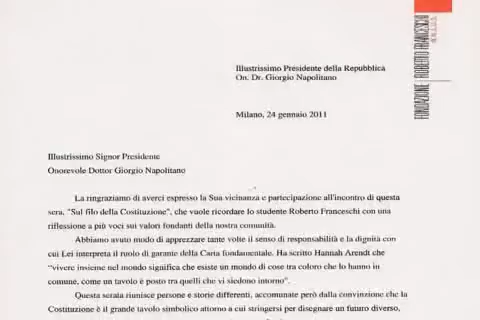 FONDAZIONE ROBERTO FRANCESCHI
Illustrissimo Presidente della Repubblica
On. Dr. Giorgio Napolitano
Milano, 24 gennaio 2011
Illustrissimo Signor Presidente
Onorevole Dottor Giorgio Napolitano
La ringraziamo di averci espresso la Sua vicinanza e partecipazione all'incontro di questa
sera, "Sul filo della Costituzione", che vuole ricordare lo studente Roberto Franceschi con una
riflessione a più voci sui valori fondanti della nostra comunità.
Abbiamo avuto modo di apprezzare tante volte il senso di responsabilità e la dignità con
cui Lei interpreta il ruolo di garante della Carta fondamentale. Ha scritto Hannah Arendt che
“vivere insieme nel mondo significa che esiste un mondo di cose tra coloro che lo hanno in
comune, come un tavolo è posto tra quelli che vi siedono intorno”.
Questa serata riunisce persone e storie differenti, accomunate però dalla convinzione che la
Costituzione è il grande tavolo simbolico attorno a cui stringersi per disegnare un futuro diverso,